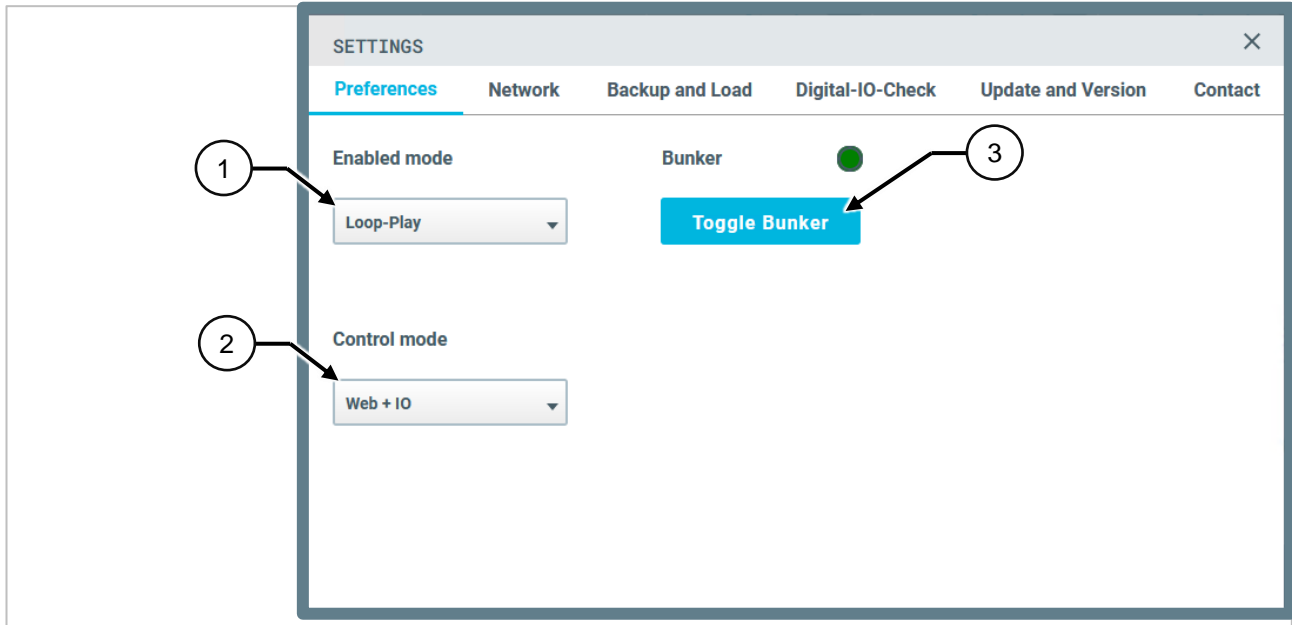 SETTINGS
Preferences Network Backup and Load Digital-IO-Check Update and Version Contact
1
Enabled mode
Bunker
3
Loop-Play
Toggle Bunker
2
Control mode
Web + IO